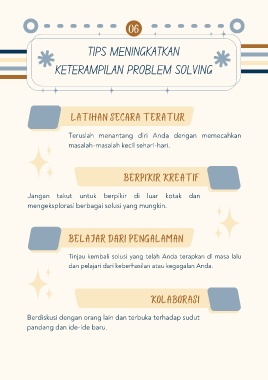 06
TIPS MENINGKATKAN
KETERAMPILAN PROBLEM SOLVING
LATIHAN SECARA TERATUR
Teruslah menantang diri Anda dengan memecahkan
masalah-masalah kecil sehari-hari.
BERPIKIR KREATIF
Jangan takut untuk berpikir di luar kotak dan
mengeksplorasi berbagai solusi yang mungkin.
BELAJAR DARI PENGALAMAN
Tinjau kembali solusi yang telah Anda terapkan di masa lalu
dan pelajari dari keberhasilan atau kegagalan Anda.
KOLABORASI
Berdiskusi dengan orang lain dan terbuka terhadap sudut
pandang dan ide-ide baru.